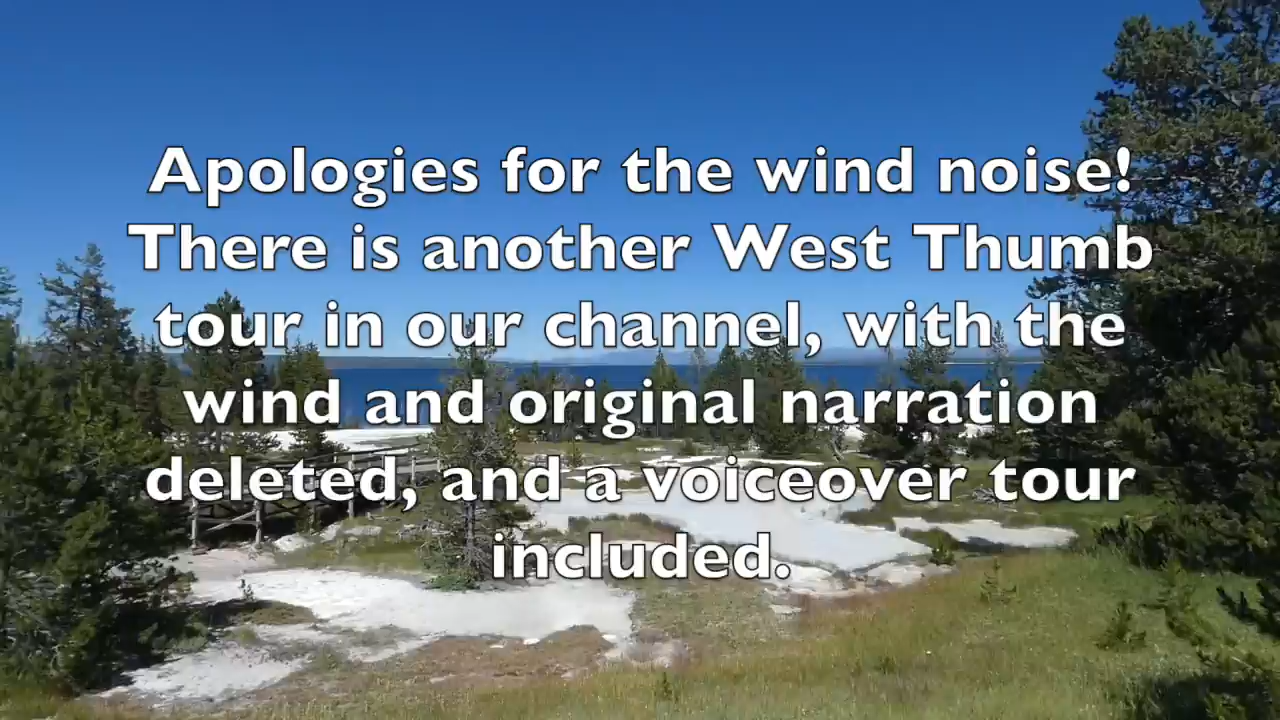 Apologies for the wind noise!
There is another West Thumb
tour in our channel, with the
wind and original narration
deleted, and a voiceover tour
included.